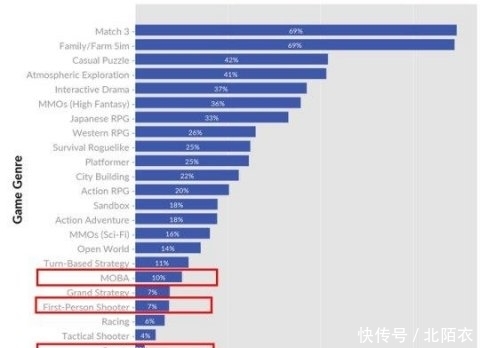 Match 3
69%
Family/Farm Sim
69%
Casual Puzzle
42%
Atmospheric Exploration
41%
Interactive Drama
37%
MMOs (High Fantasy)
36%
Japanese RPG
33%
Western RPG
26%
Survival Roguelike
25%
Platformer
25%
City Building
22%
Action RPG
20%
Sandbox
18%
Action Adventure
18%
MMOs (Sci-Fi)
16%
Open World
14%
Turn-Based Strategy
11%
MOBA
10%
Grand Strategy
7%
First-Person Shooter
7%
Racing
6%
Tactical Shooter
4%
Game Genre
快传号 / 北陌衣